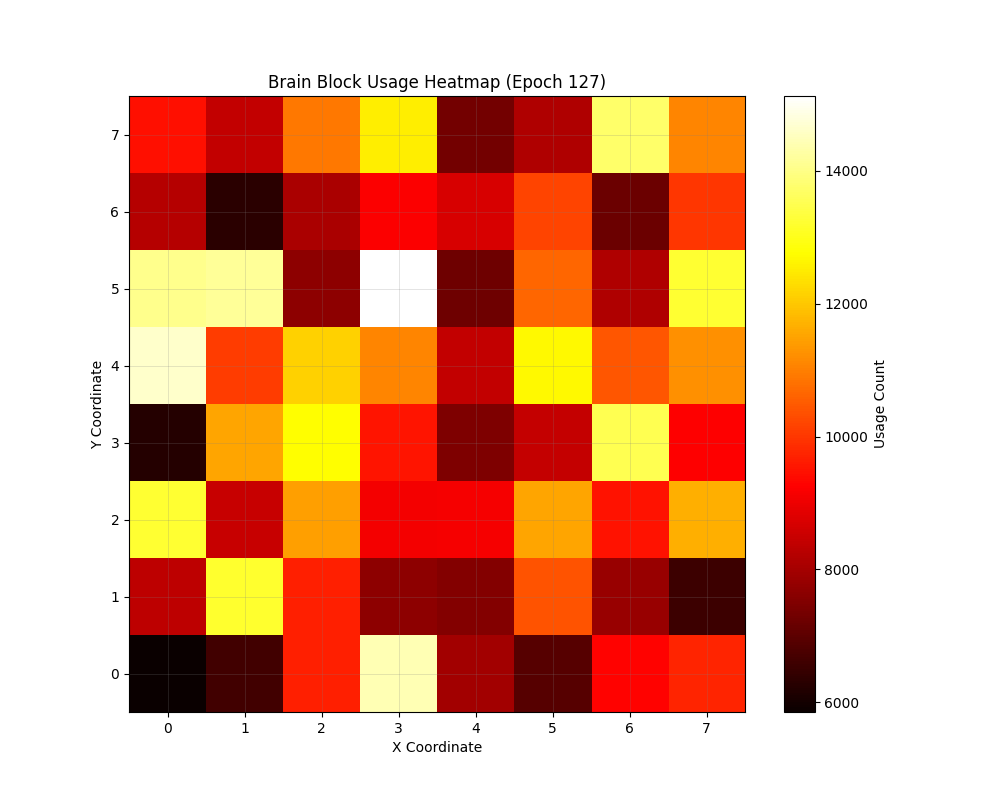 Brain Block Usage Heatmap (Epoch 127)
7
6
5
4
3
2
1
0
Y Coordinate
0 1 2 3 4 5 6 7
X Coordinate
14000
12000
10000
8000
6000
Usage Count